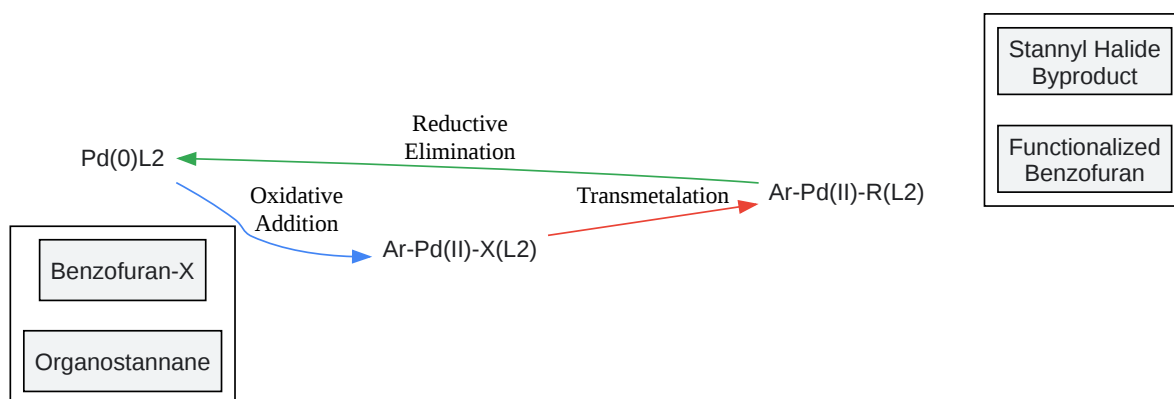 Stannyl Halide
Byproduct
Reductive
Elimination
Pd(0)L2
Functionalized
Benzofuran
Oxidative
Addition
Transmetalation
Ar-Pd(II)-R(L2)
Ar-Pd(II)-X(L2)
Benzofuran-X
Organostannane